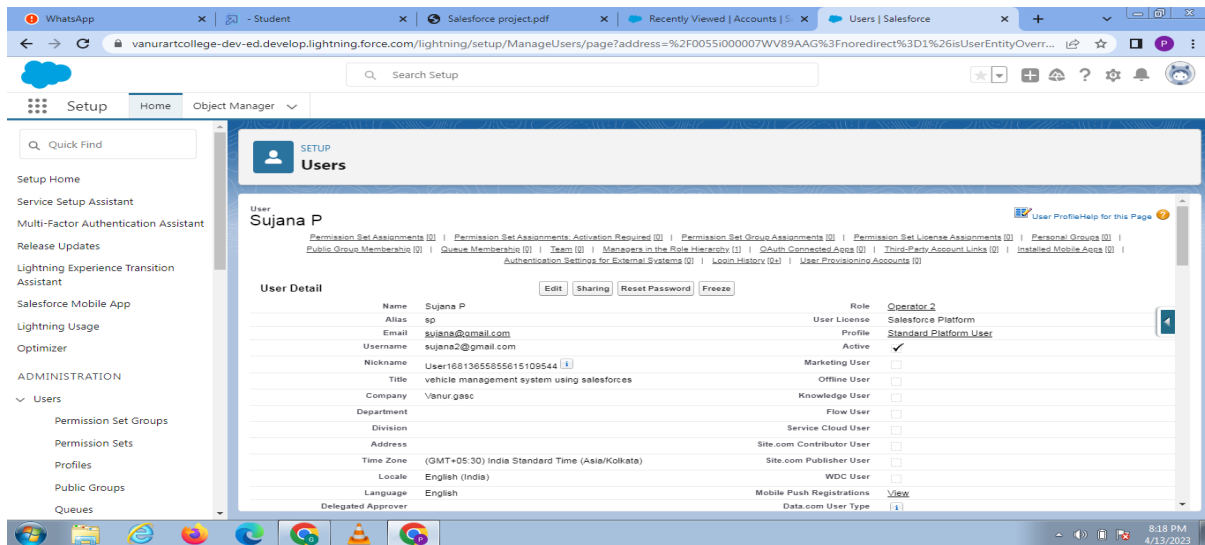 WhatsApp - Student Salesforce project.pdf Recently Viewed | Accounts | S Users | Salesforce
vanurartcollege-dev-ed.develop.lightning.force.com/lightning/setup/ManageUsers/page?address=%2F0055i000007WV89AAG%3Fnoredirect%3D1%26isUserEntityOverr... P
Search Setup
Setup Home Object Manager
Quick Find
Setup Home
Service Setup Assistant
Multi-Factor Authentication Assistant
Release Updates
Lightning Experience Transition
Assistant
Salesforce Mobile App
Lightning Usage
Optimizer
ADMINISTRATION
Users
Permission Set Groups
Permission Sets
Profiles
Public Groups
Queues
SETUP
Users
User
Sujana P
User ProfileHelp for this Page
Permission Set Assignments [0] | Permission Set Assignments: Activation Required [0] | Permission Set Group Assignments [0] | Permission Set License Assignments [0] | Personal Groups [0] |
Public Group Membership [0] | Queue Membership [0] | Team [0] | Managers in the Role Hierarchy [1] | OAuth Connected Apps [0] | Third-Party Account Links [0] | Installed Mobile Apps [0] |
Authentication Settings for External Systems [0] | Login History [0+] | User Provisioning Accounts [0]
User Detail Edit Sharing Reset Password Freeze
Name Sujana P Role Operator 2
Alias sp User License Salesforce Platform
Email sujana@gmail.com Profile Standard Platform User
Username sujana2@gmail.com Active ✓
Nickname User16813655855615109544 i Marketing User
Title vehicle management system using salesforces Offline User
Company Vanur.gasc Knowledge User
Department Flow User
Division Service Cloud User
Address Site.com Contributor User
Time Zone (GMT+05:30) India Standard Time (Asia/Kolkata) Site.com Publisher User
Locale English (India) WDC User
Language English Mobile Push Registrations View
Delegated Approver Data.com User Type i
8:18 PM
4/13/2023